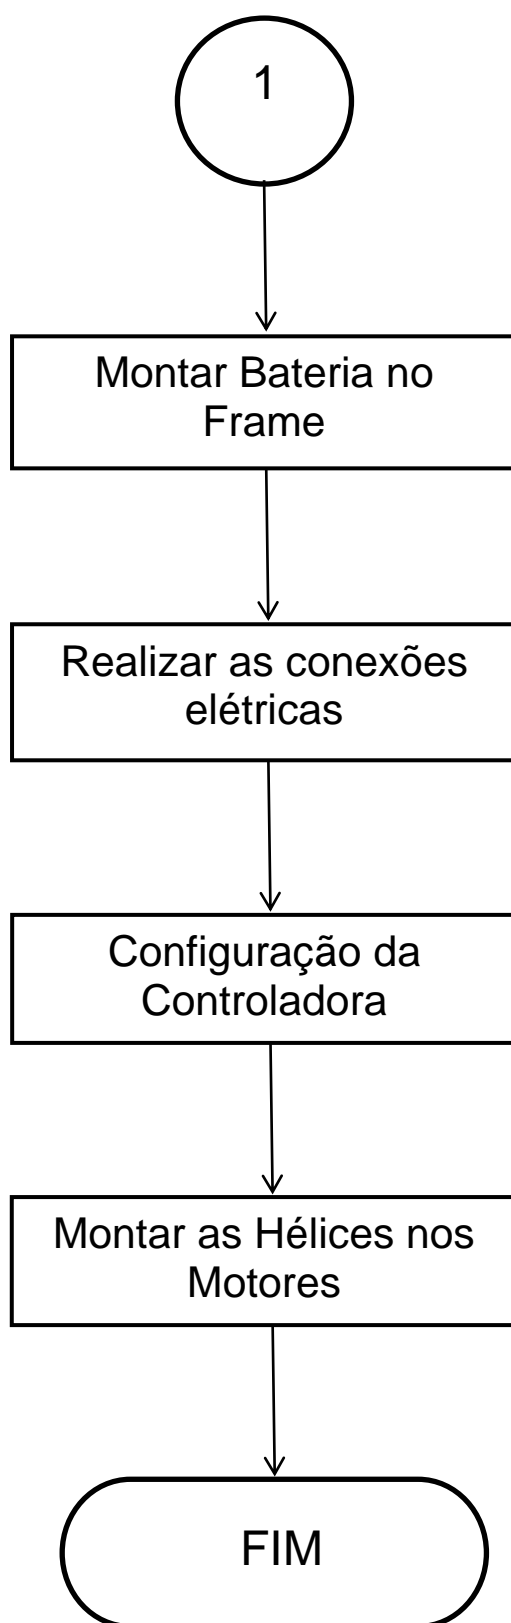 1
Montar Bateria no
Frame
Realizar as conexões
elétricas
Configuração da
Controladora
Montar as Hélices nos
Motores
FIM